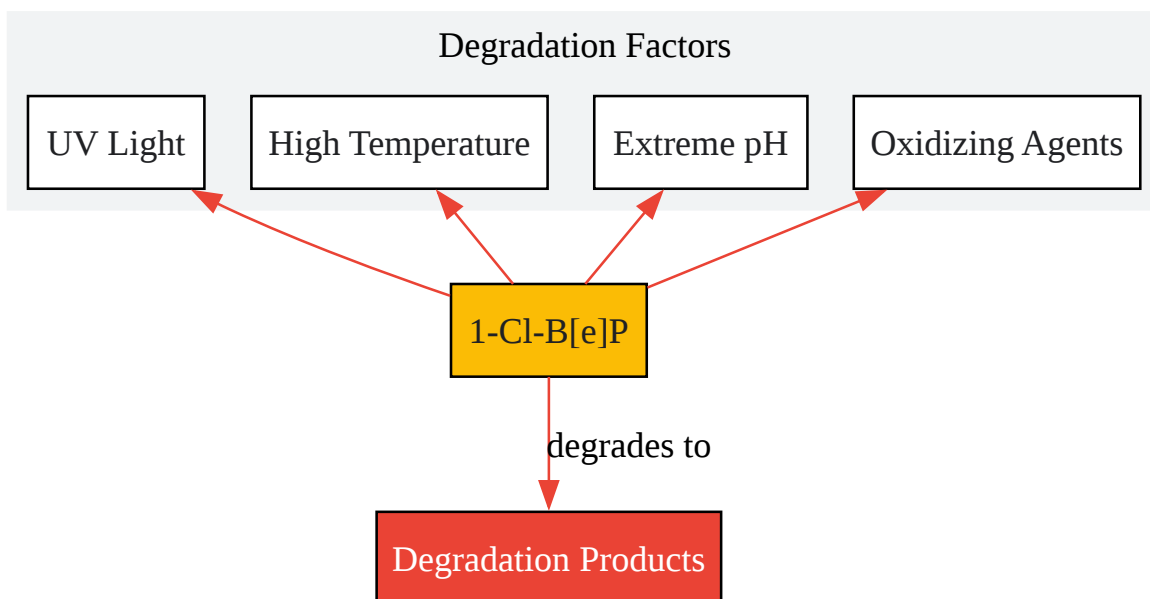 Degradation Factors
UV Light
High Temperature
Extreme pH
Oxidizing Agents
1-Cl-B[e]P
degrades to
Degradation Products